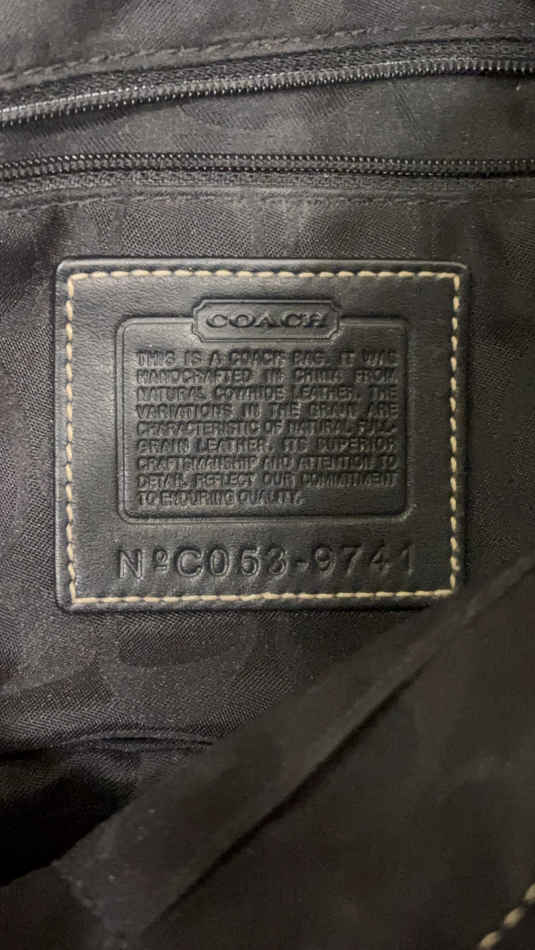 COACH
THIS IS A COACH BAG. IT WAS
HANDCRAFTED IN CHINA FROM
NATURAL COWHIDE LEATHER. THE
VARIATIONS IN THE GRAIN ARE
CHARACTERISTIC OF NATURAL FULL-
GRAIN LEATHER. ITS SUPERIOR
CRAFTSMANSHIP AND ATTENTION TO
DETAIL REFLECT OUR COMMITMENT
TO ENDURING QUALITY.
NºC053-9741